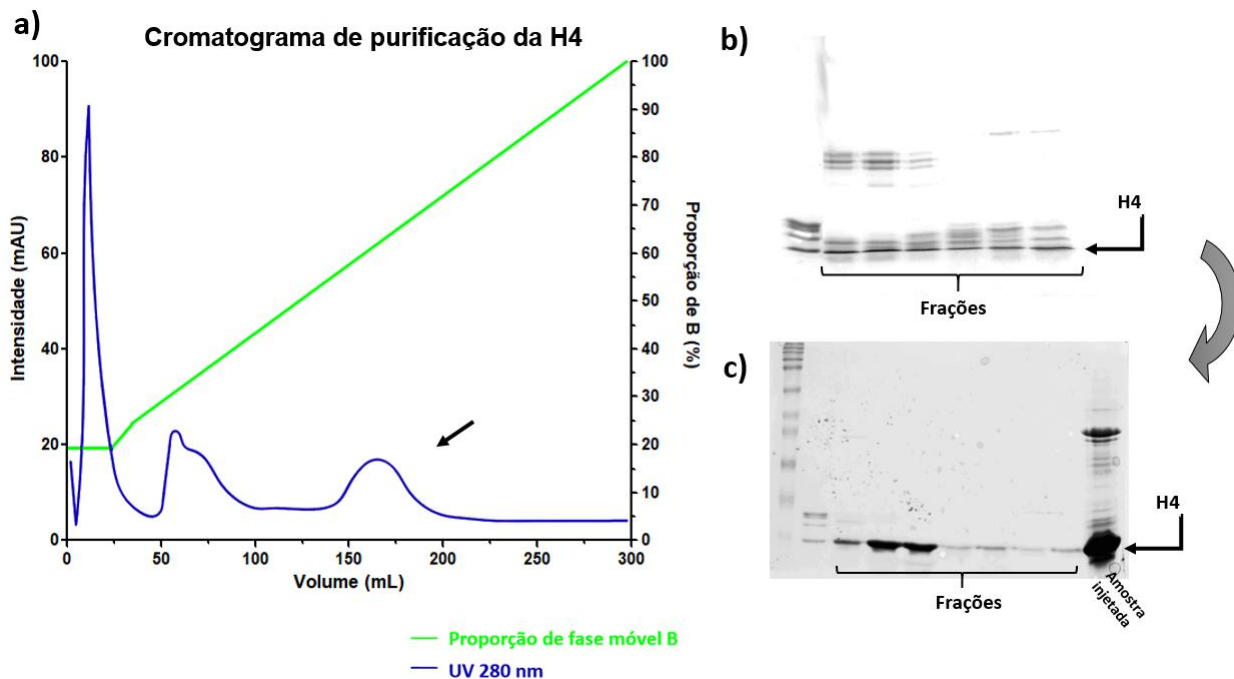 a)
Cromatograma de purificação da H4
100
80
60
40
20
0
Intensidade (mAU)
100
90
80
70
60
50
40
30
20
10
0
Proporção de B (%)
0
50
100
150
200
250
300
Volume (mL)
Proporção de fase móvel B
UV 280 nm
b)
H4
Frações
c)
H4
Frações
Amostra
injetada